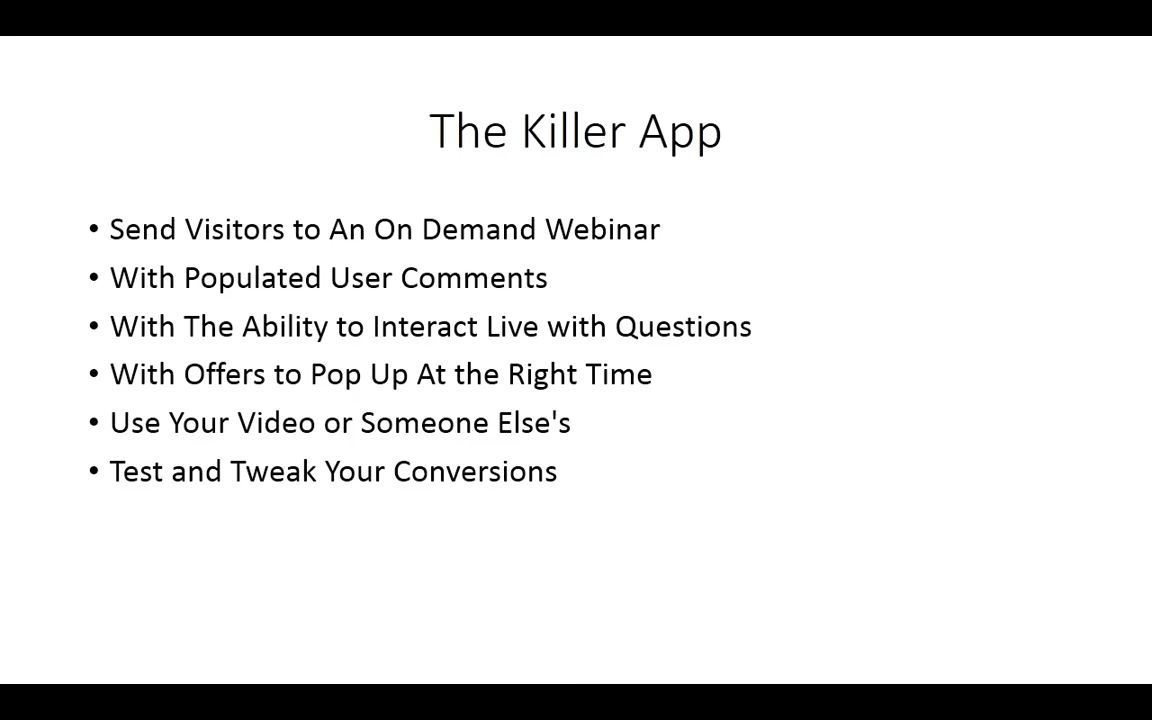 The Killer App
• Send Visitors to An On Demand Webinar
• With Populated User Comments
• With The Ability to Interact Live with Questions
• With Offers to Pop Up At the Right Time
• Use Your Video or Someone Else's
• Test and Tweak Your Conversions